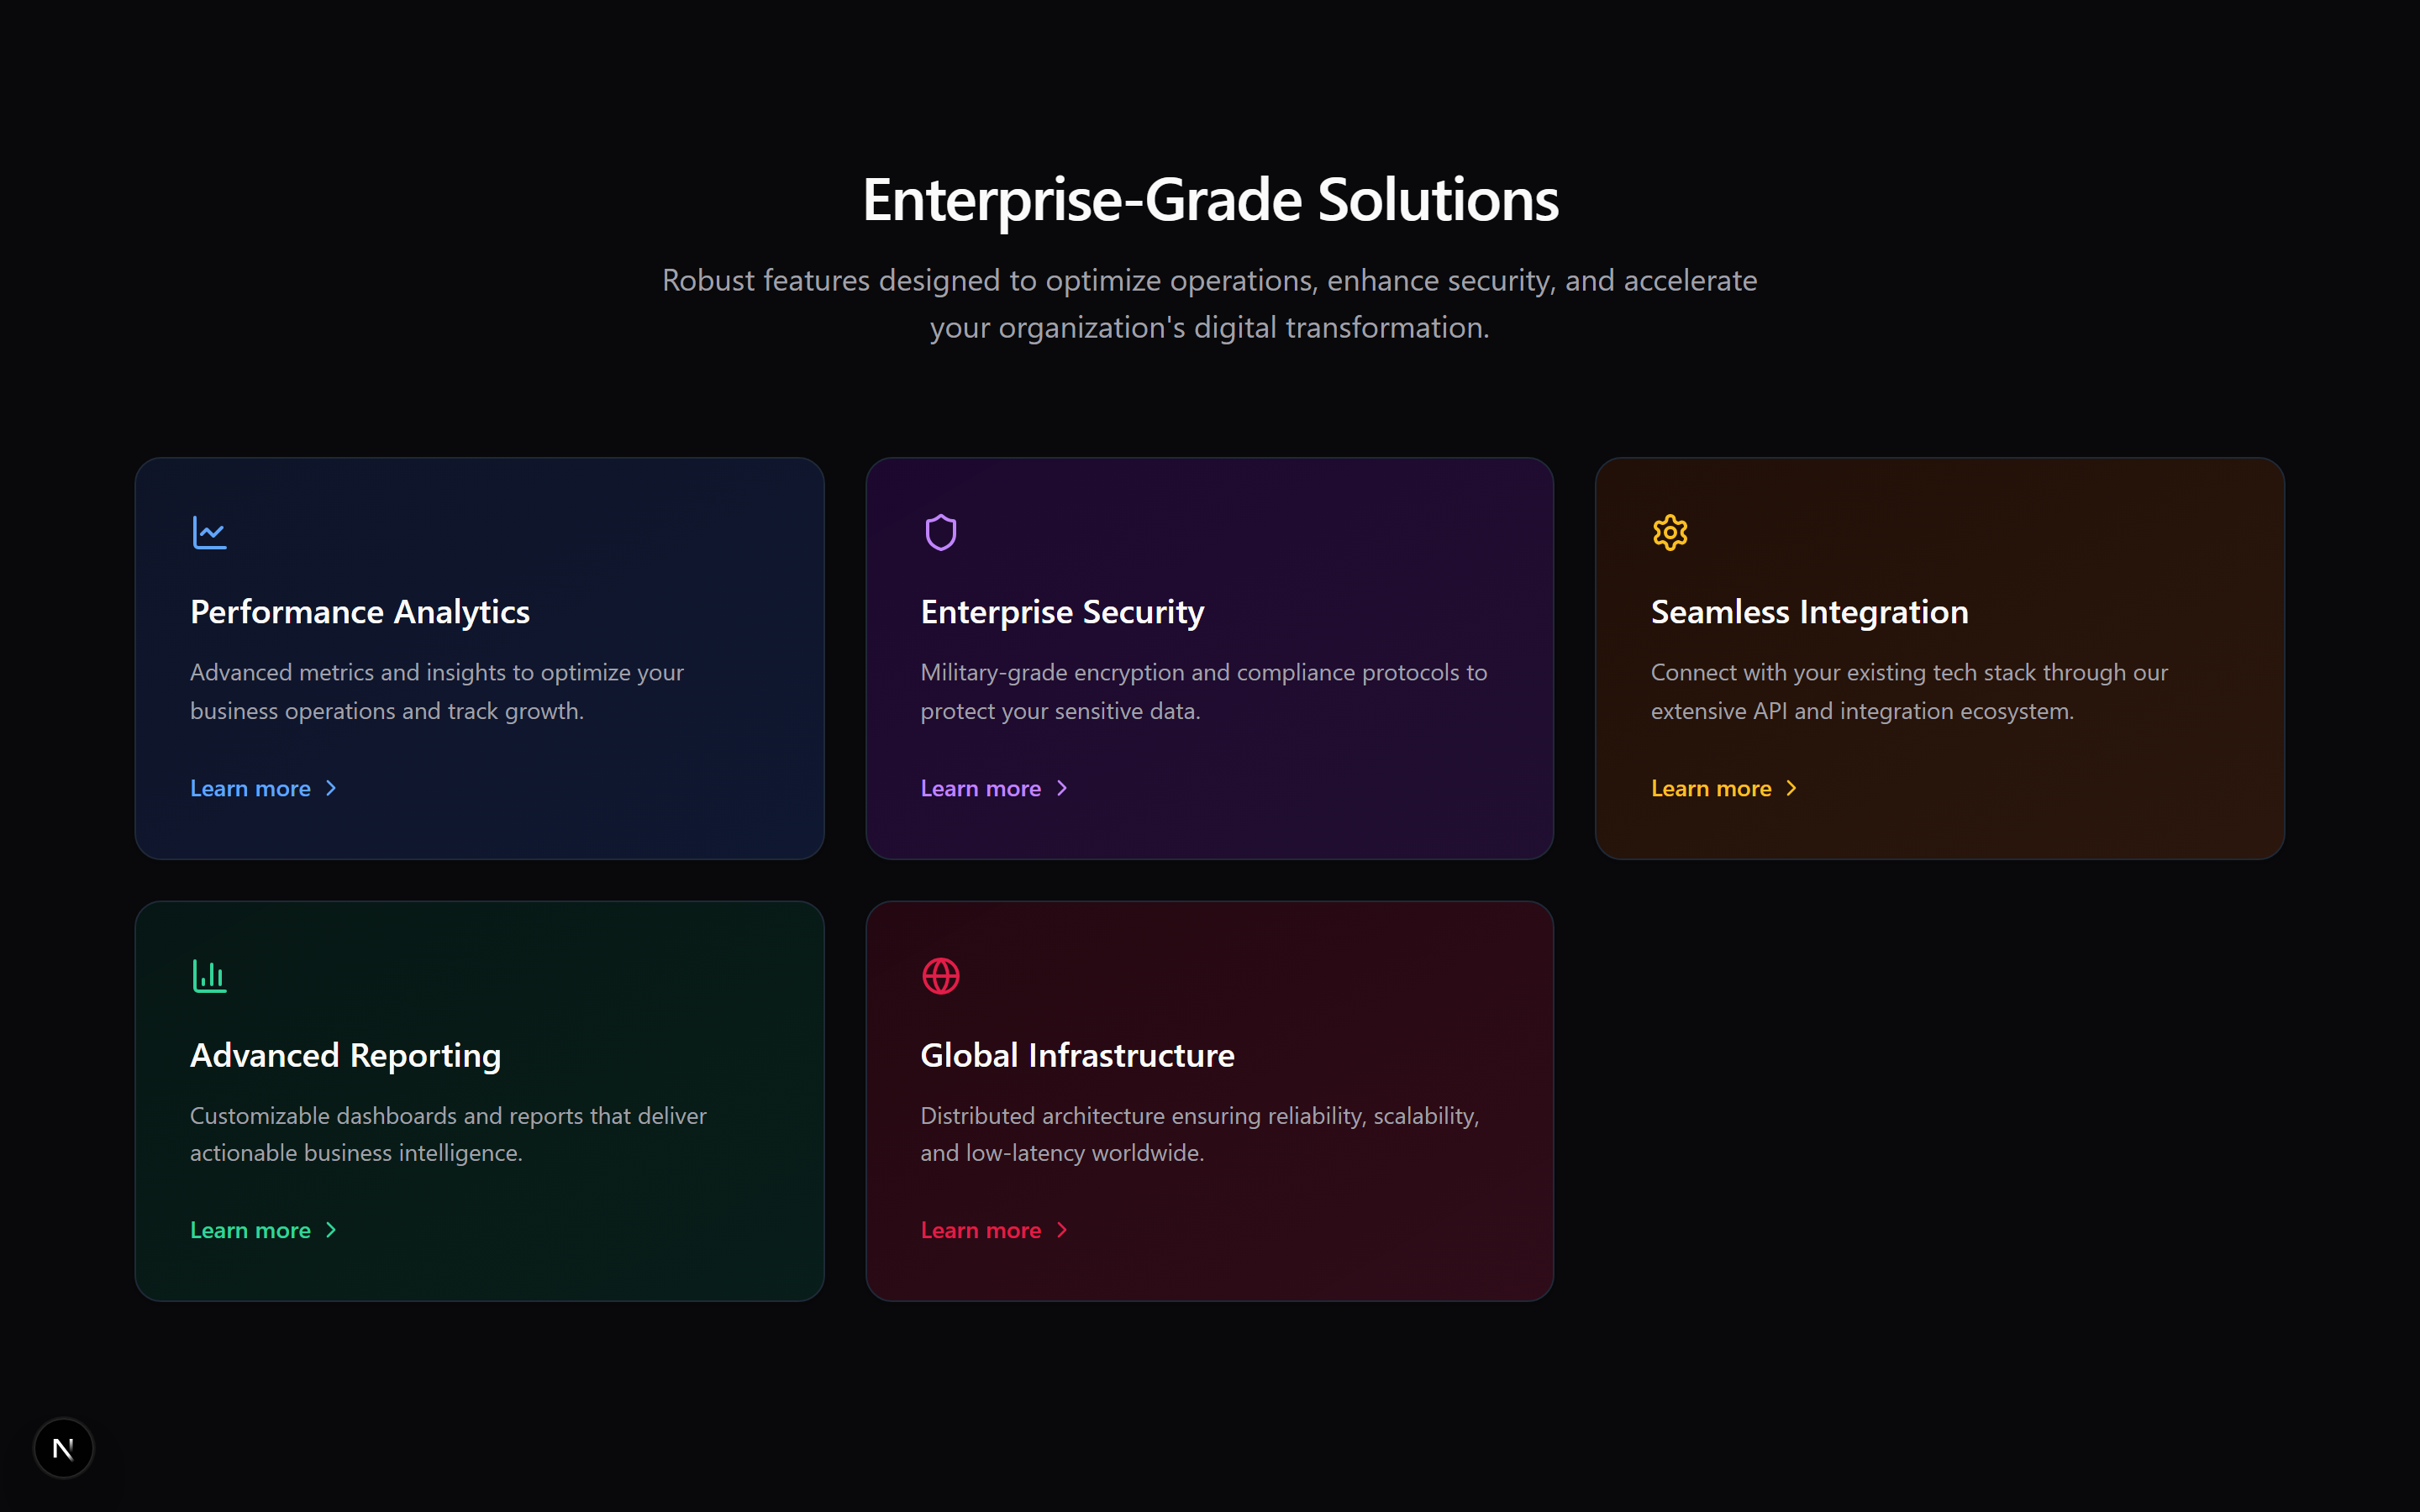 Enterprise-Grade Solutions
Robust features designed to optimize operations, enhance security, and accelerate
your organization's digital transformation.
Performance Analytics
Advanced metrics and insights to optimize your
business operations and track growth.
Learn more
Enterprise Security
Military-grade encryption and compliance protocols to
protect your sensitive data.
Learn more
Seamless Integration
Connect with your existing tech stack through our
extensive API and integration ecosystem.
Learn more
Advanced Reporting
Customizable dashboards and reports that deliver
actionable business intelligence.
Learn more
Global Infrastructure
Distributed architecture ensuring reliability, scalability,
and low-latency worldwide.
Learn more
N